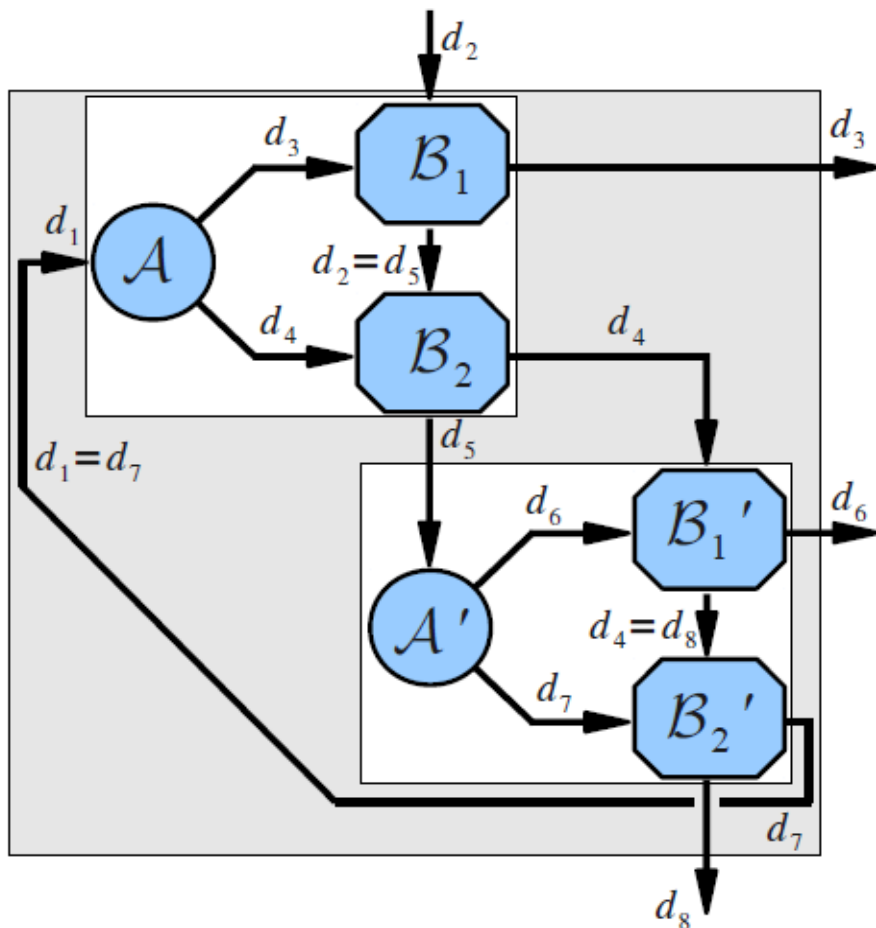 d₂
d₃
ℬ₁
d₃
d₁
𝒜
d₂=d₅
d₄
ℬ₂
d₄
d₅
d₁=d₇
d₆
ℬ₁′
d₆
𝒜′
d₄=d₈
d₇
ℬ₂′
d₇
d₈